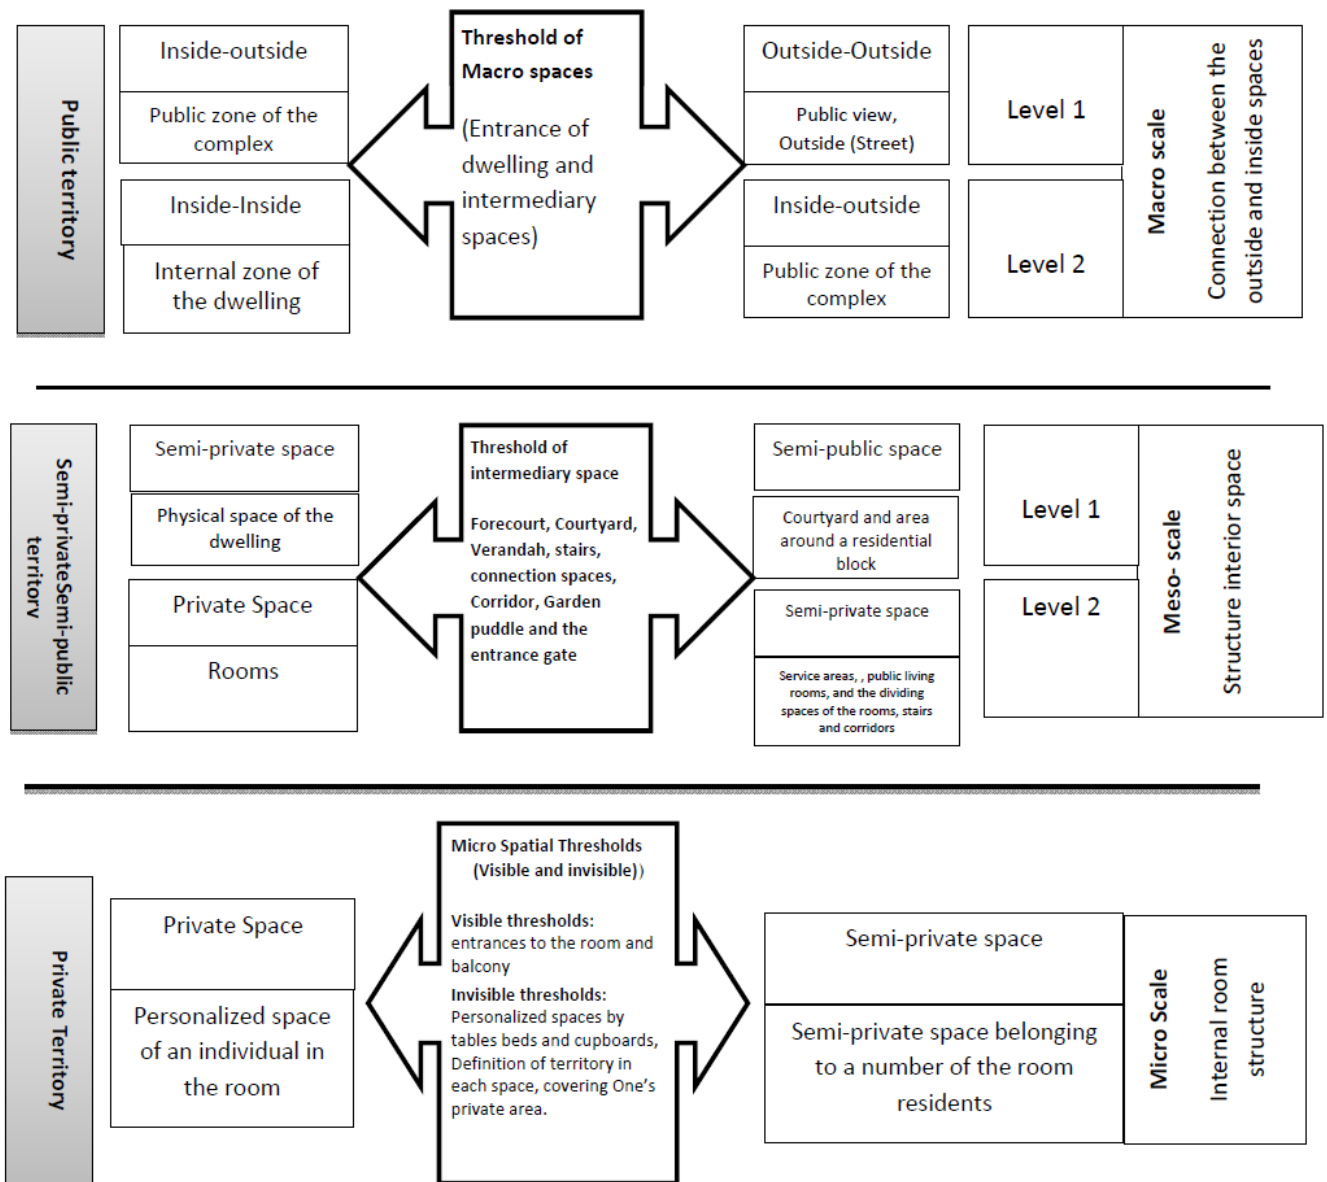 Public territory
Inside-outside
Public zone of the
complex
Inside-Inside
Internal zone of
the dwelling
Threshold of
Macro spaces
(Entrance of
dwelling and
intermediary
spaces)
Outside-Outside
Public view,
Outside (Street)
Inside-outside
Public zone of the
complex
Level 1
Level 2
Macro scale
Connection between the
outside and inside spaces
Semi-privateSemi-public
territory
Semi-private space
Physical space of the
dwelling
Private Space
Rooms
Threshold of
intermediary space
Forecourt, Courtyard,
Verandah, stairs,
connection spaces,
Corridor, Garden
puddle and the
entrance gate
Semi-public space
Courtyard and area
around a residential
block
Semi-private space
Service areas, , public living
rooms, and the dividing
spaces of the rooms, stairs
and corridors
Level 1
Level 2
Meso- scale
Structure interior space
Private Territory
Private Space
Personalized space
of an individual in
the room
Micro Spatial Thresholds
(Visible and invisible))
Visible thresholds:
entrances to the room and
balcony
Invisible thresholds:
Personalized spaces by
tables beds and cupboards,
Definition of territory in
each space, covering One's
private area.
Semi-private space
Semi-private space belonging
to a number of the room
residents
Micro Scale
Internal room
structure